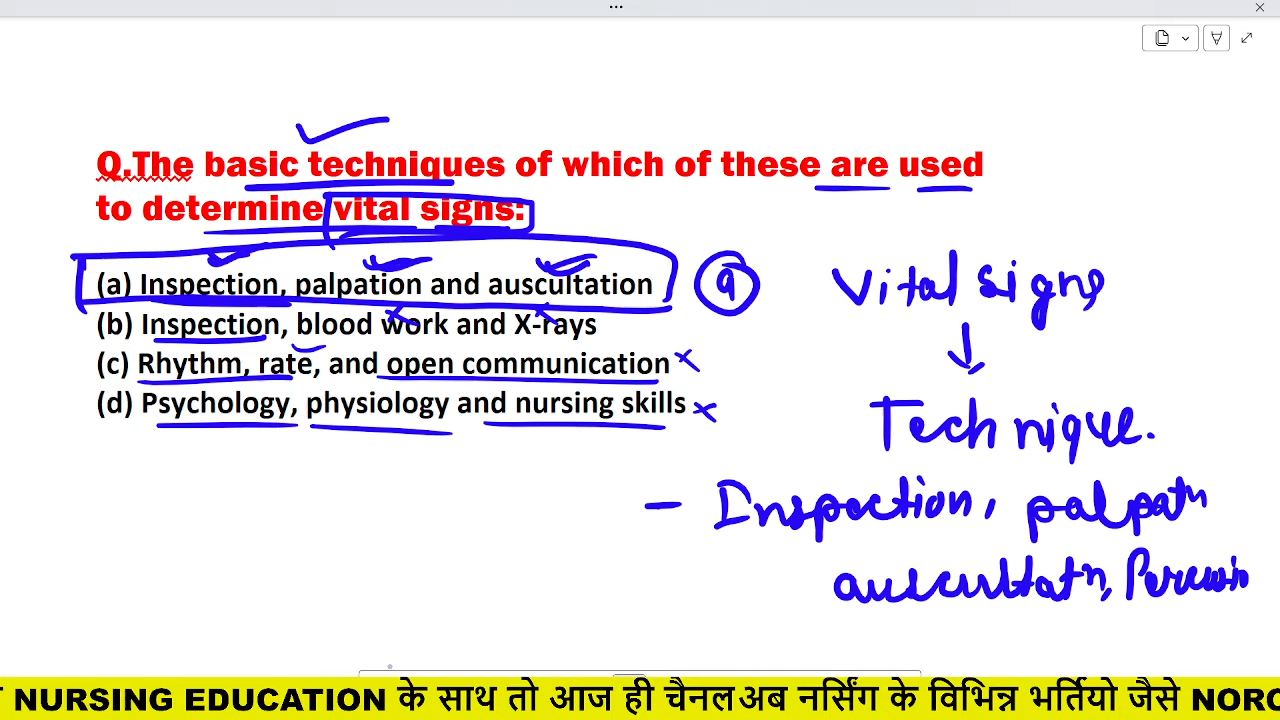 Q.The basic techniques of which of these are used
to determine vital signs:
(a) Inspection, palpation and auscultation
(b) Inspection, blood work and X-rays
(c) Rhythm, rate, and open communication
(d) Psychology, physiology and nursing skills
a
Vital signs
Technique.
- Inspection, palpatn
auscultatn,
NURSING EDUCATION के साथ तो आज ही चैनल अब नर्सिंग के विभिन्न भर्तियो जैसे NORC